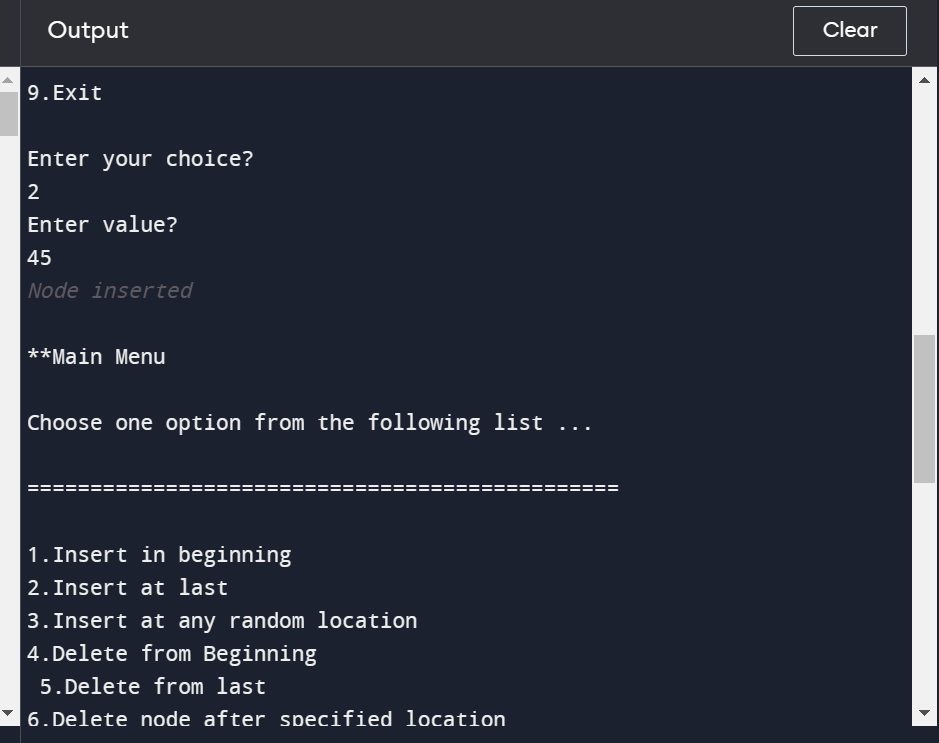 Output
Clear
9.Exit
Enter your choice?
2
Enter value?
45
Node inserted
**Main Menu
Choose one option from the following list ...
===============================================
1.Insert in beginning
2.Insert at last
3.Insert at any random location
4.Delete from Beginning
 5.Delete from last
6.Delete node after specified location